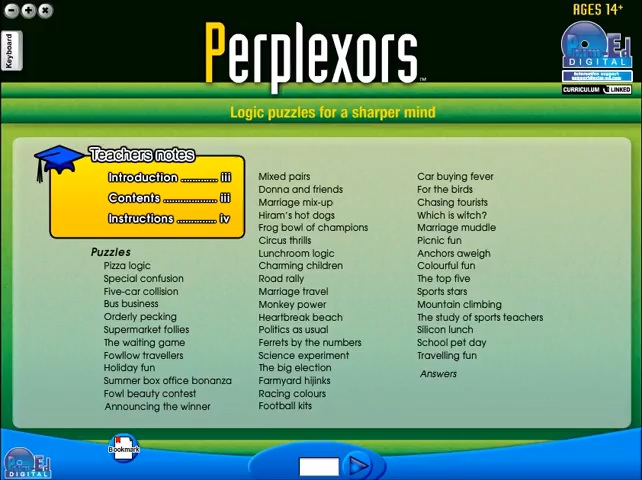 AGES 14+
Keyboard
Perplexors™
Prim-Ed
DIGITAL
CURRICULUM LINKED
Logic puzzles for a sharper mind
Teachers notes
Introduction ............ iii
Contents .................. iii
Instructions ............. iv
Puzzles
Pizza logic
Special confusion
Five-car collision
Bus business
Orderly pecking
Supermarket follies
The waiting game
Fowllow travellers
Holiday fun
Summer box office bonanza
Fowl beauty contest
Announcing the winner
Mixed pairs
Donna and friends
Marriage mix-up
Hiram's hot dogs
Frog bowl of champions
Circus thrills
Lunchroom logic
Charming children
Road rally
Marriage travel
Monkey power
Heartbreak beach
Politics as usual
Ferrets by the numbers
Science experiment
The big election
Farmyard hijinks
Racing colours
Football kits
Car buying fever
For the birds
Chasing tourists
Which is witch?
Marriage muddle
Picnic fun
Anchors aweigh
Colourful fun
The top five
Sports stars
Mountain climbing
The study of sports teachers
Silicon lunch
School pet day
Travelling fun
Answers
Bookmark
Prim-Ed
DIGITAL